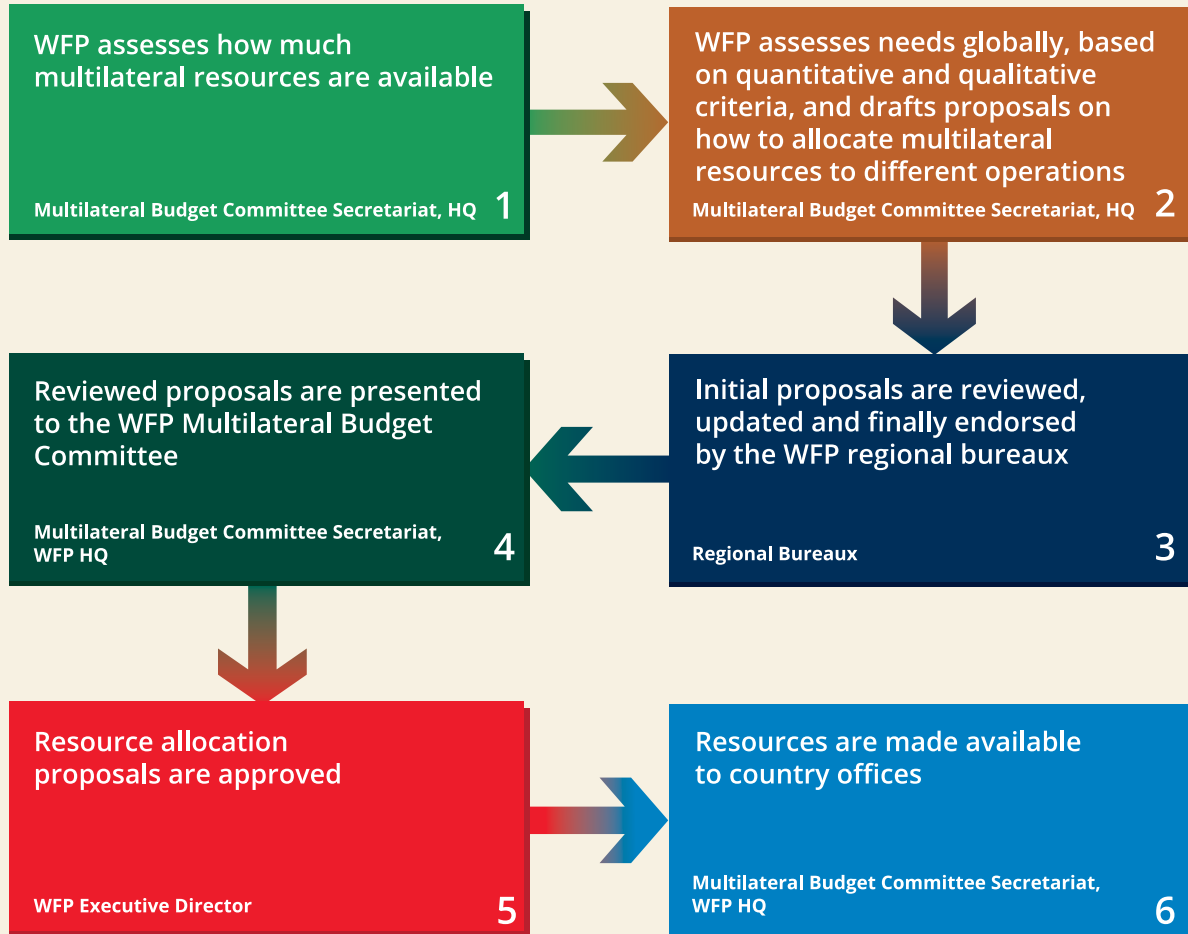 WFP assesses how much
multilateral resources are available
Multilateral Budget Committee Secretariat, HQ 1
WFP assesses needs globally, based
on quantitative and qualitative
criteria, and drafts proposals on
how to allocate multilateral
resources to different operations
Multilateral Budget Committee Secretariat, HQ 2
Initial proposals are reviewed,
updated and finally endorsed
by the WFP regional bureaux
Regional Bureaux 3
Reviewed proposals are presented
to the WFP Multilateral Budget
Committee
Multilateral Budget Committee Secretariat,
WFP HQ 4
Resource allocation
proposals are approved
WFP Executive Director 5
Resources are made available
to country offices
Multilateral Budget Committee Secretariat,
WFP HQ 6